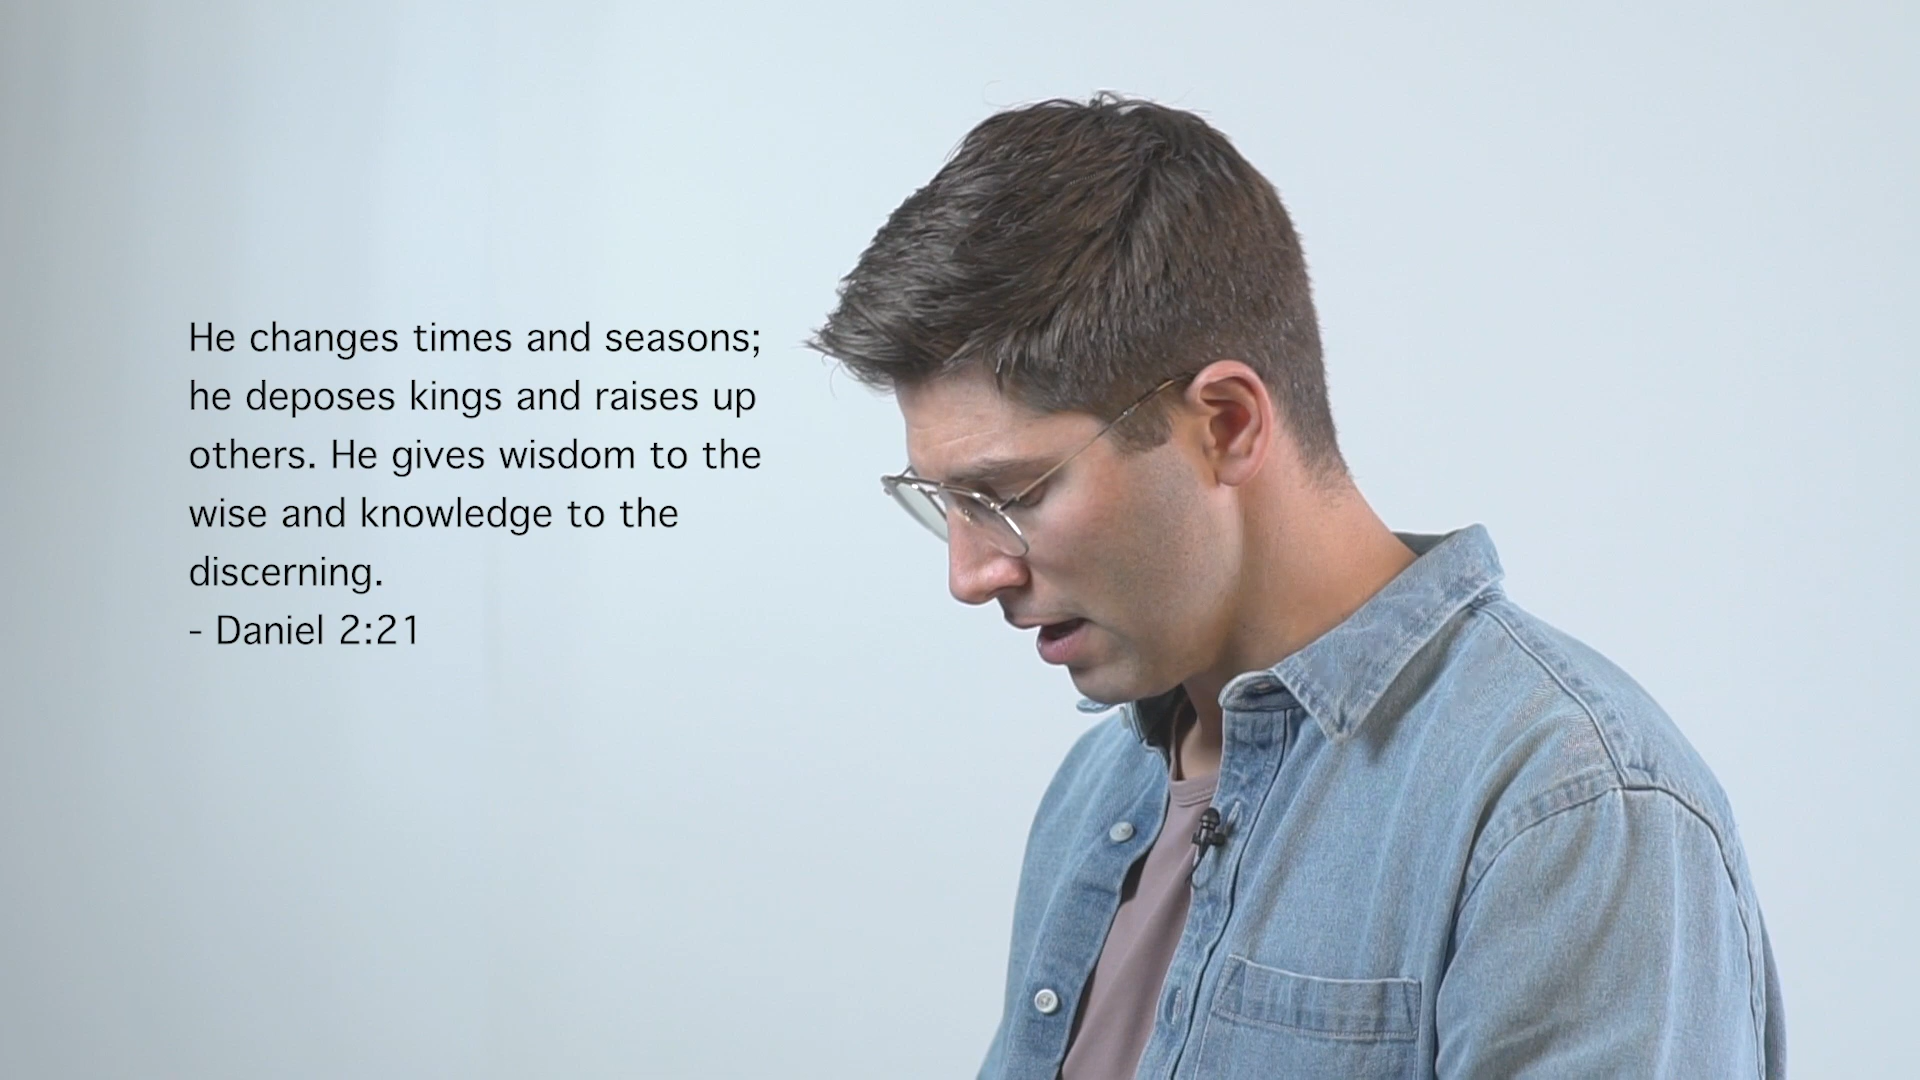 He changes times and seasons;
he deposes kings and raises up
others. He gives wisdom to the
wise and knowledge to the
discerning.
- Daniel 2:21